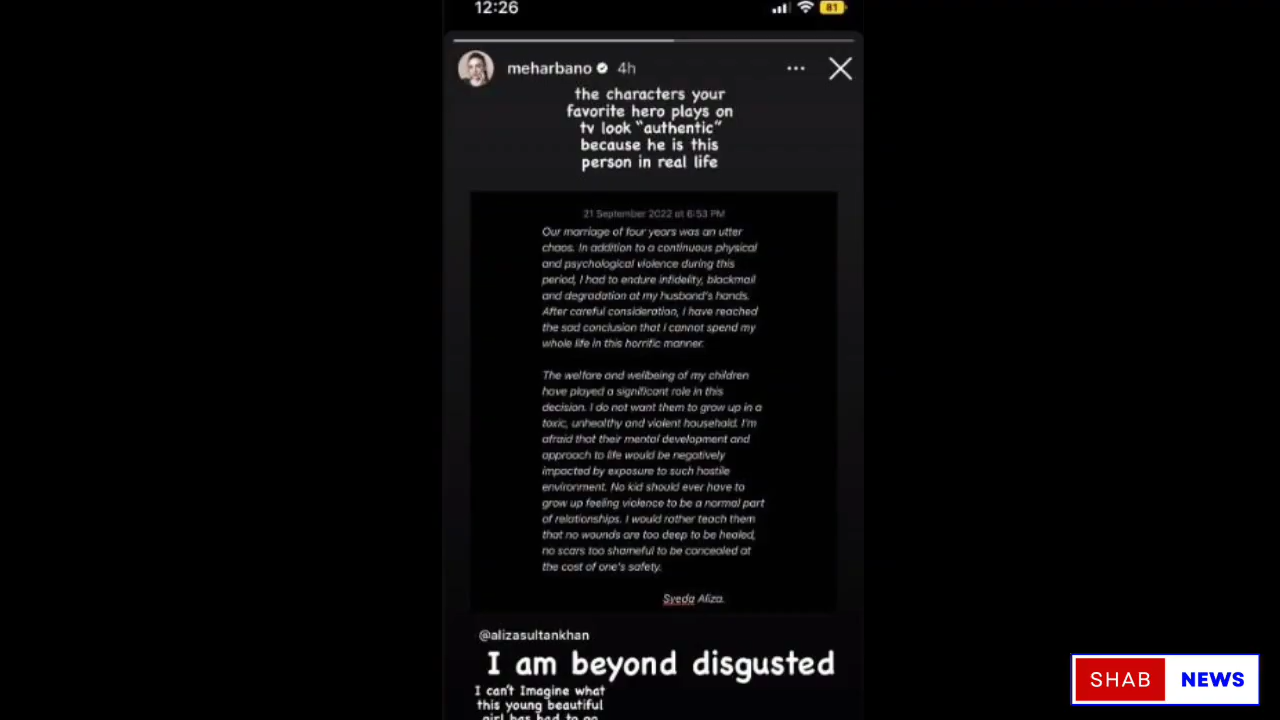 12:26
81
meharbano 4h
the characters your
favorite hero plays on
tv look "authentic"
because he is this
person in real life
21 September 2022 at 6:53 PM
Our marriage of four years was an utter
chaos. In addition to a continuous physical
and psychological violence during this
period, I had to endure infidelity, blackmail
and degradation at my husband's hands.
After careful consideration, I have reached
the sad conclusion that I cannot spend my
whole life in this horrific manner.
The welfare and wellbeing of my children
have played a significant role in this
decision. I do not want them to grow up in a
toxic, unhealthy and violent household. I'm
afraid that their mental development and
approach to life would be negatively
impacted by exposure to such hostile
environment. No kid should ever have to
grow up feeling violence to be a normal part
of relationships. I would rather teach them
that no wounds are too deep to be healed,
no scars too shameful to be concealed at
the cost of one's safety.
Syeda Aliza.
@alizasultankhan
I am beyond disgusted
I can't Imagine what
this young beautiful
girl has had to go
SHAB NEWS